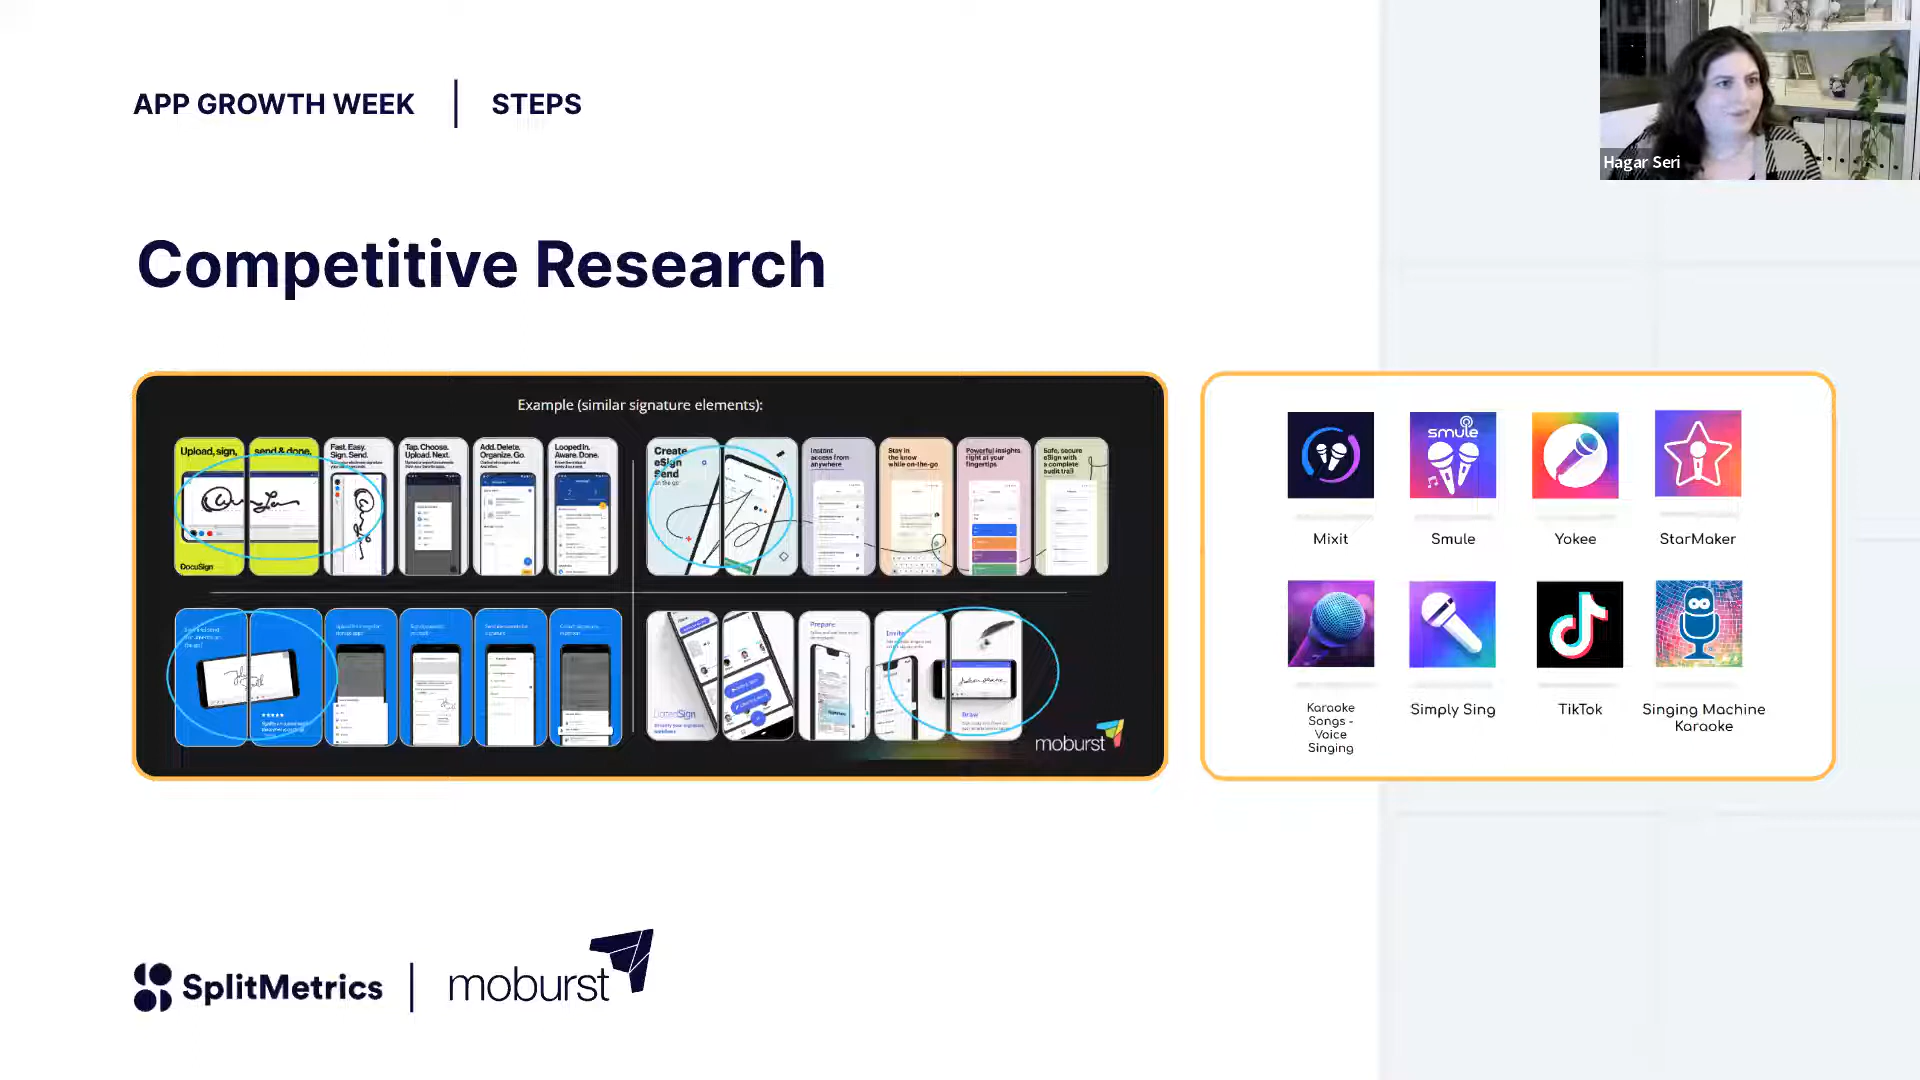 APP GROWTH WEEK
STEPS
Hagar Seri
Competitive Research
Example (similar signature elements):
Upload, sign,
send & done.
Fast. Easy.
Sign. Send.
Tap. Choose.
Upload. Next.
Add. Delete.
Organize. Go.
Looped In.
Aware. Done.
DocuSign
Create
eSign
Send
on the go
Instant
access from
anywhere
Stay in
the know
while on-the-go
Powerful insights
right at your
fingertips
Safe, secure
eSign with
a complete
audit trail
Prepare
Invite
Draw
moburst
smule
Mixit
Smule
Yokee
StarMaker
Karaoke
Songs -
Voice
Singing
Simply Sing
TikTok
Singing Machine
Karaoke
SplitMetrics
moburst